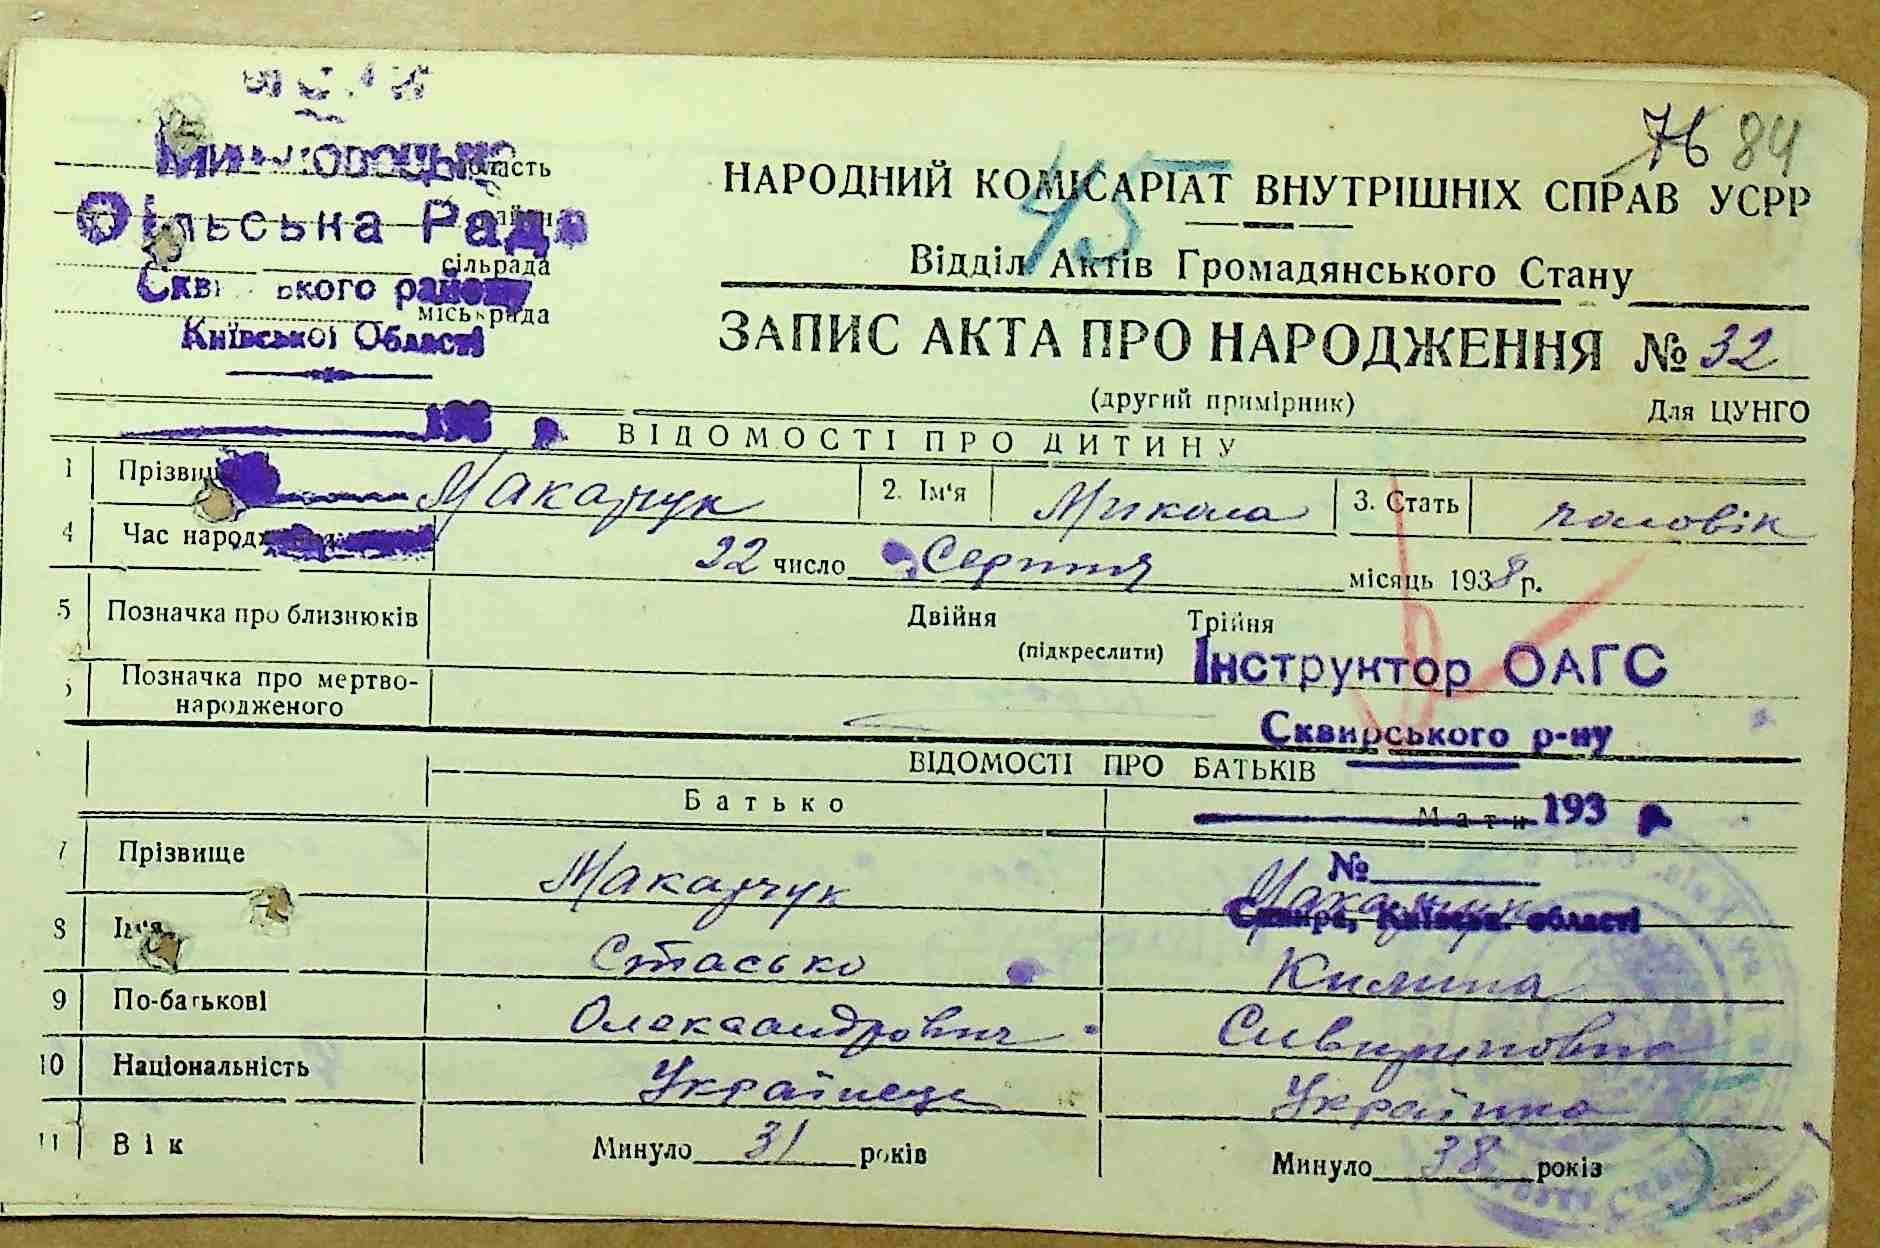 76 84
область
Сільська Рада
район
сільрада
Сквирського району
міськрада
Київської Області
45
НАРОДНИЙ КОМІСАРІАТ ВНУТРІШНІХ СПРАВ УСРР
Відділ Актів Громадянського Стану
ЗАПИС АКТА ПРО НАРОДЖЕННЯ № 32
(другий примірник) Для ЦУНГО
193
ВІДОМОСТІ ПРО ДИТИНУ
1 Прізвище Макарчук 2. Ім'я Микола 3. Стать чоловік
4 Час народження 22 число Серпня місяць 1938 р.
5 Позначка про близнюків Двійня Трійня
(підкреслити)
Інструктор ОАГС
Позначка про мертво-
народженого
Сквирського р-ну
ВІДОМОСТІ ПРО БАТЬКІВ
Батько Мати 193
№
7 Прізвище Макарчук Макарчук
Сквира, Київськ. області
8 Ім'я Стасько Килина
9 По-батькові Олександрович
10 Національність Українець Українка
11 Вік Минуло 31 років Минуло 38 років